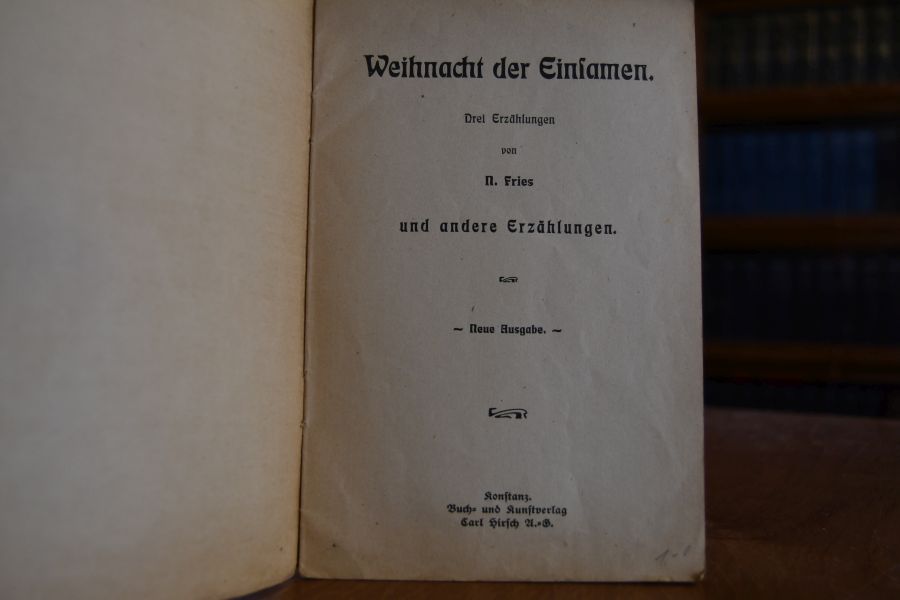 Weihnacht der Einſamen.
Drei Erzählungen
von
N. Fries
und andere Erzählungen.
~ Neue Ausgabe. ~
Konſtanz.
Buch- und Kunſtverlag
Carl Hirſch A.-G.